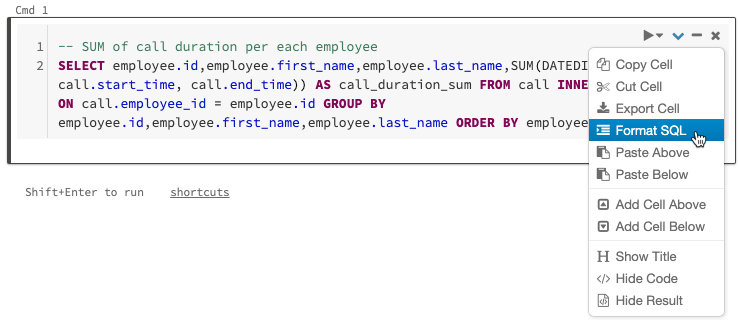 Cmd 1
1 -- SUM of call duration per each employee
2 SELECT employee.id,employee.first_name,employee.last_name,SUM(DATEDI
call.start_time, call.end_time)) AS call_duration_sum FROM call INNE
ON call.employee_id = employee.id GROUP BY
employee.id,employee.first_name,employee.last_name ORDER BY employee
Shift+Enter to run shortcuts
Copy Cell
Cut Cell
Export Cell
Format SQL
Paste Above
Paste Below
Add Cell Above
Add Cell Below
Show Title
Hide Code
Hide Result